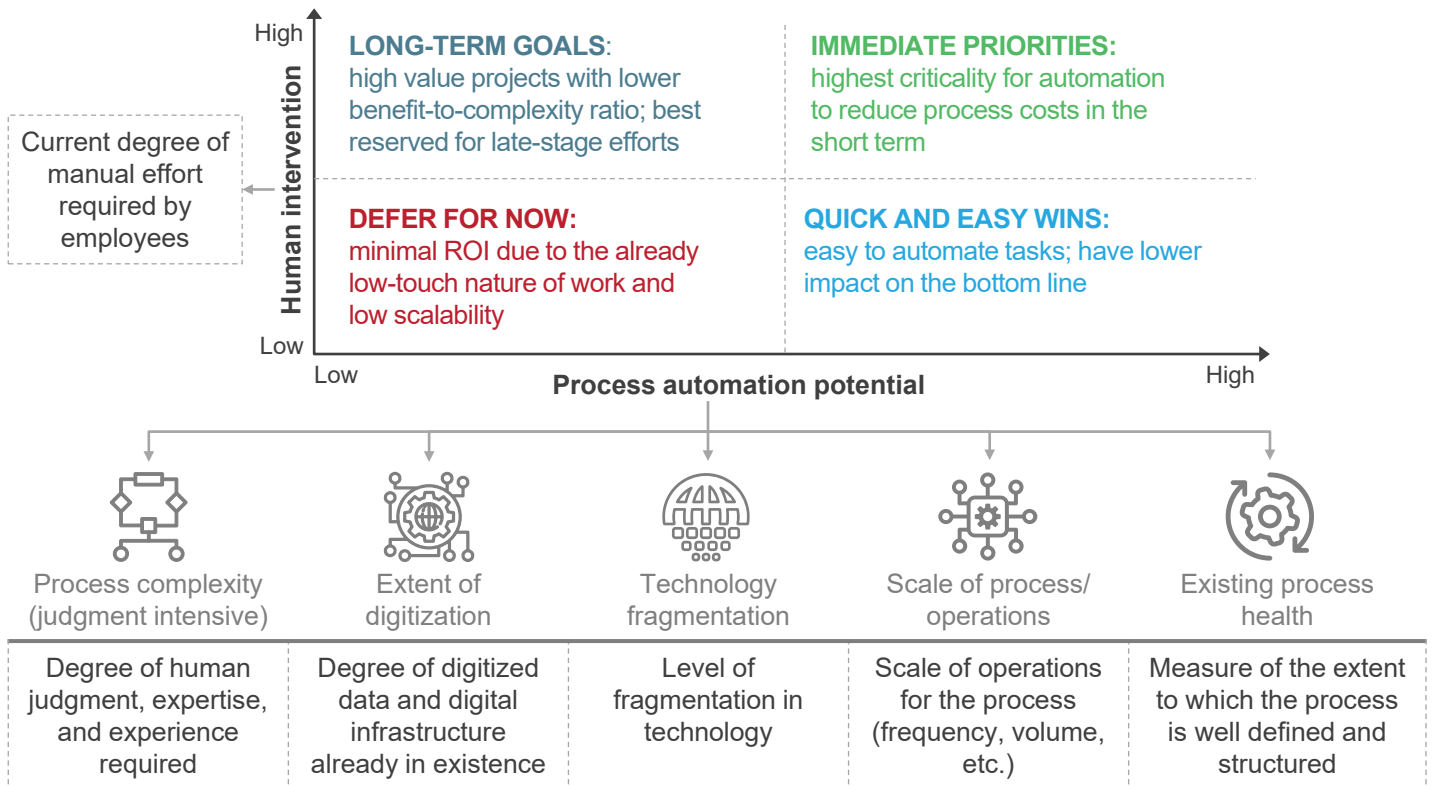 High
Human intervention
Low
Current degree of
manual effort
required by
employees
LONG-TERM GOALS:
high value projects with lower
benefit-to-complexity ratio; best
reserved for late-stage efforts
IMMEDIATE PRIORITIES:
highest criticality for automation
to reduce process costs in the
short term
DEFER FOR NOW:
minimal ROI due to the already
low-touch nature of work and
low scalability
QUICK AND EASY WINS:
easy to automate tasks; have lower
impact on the bottom line
Low
Process automation potential
High
Process complexity
(judgment intensive)
Extent of
digitization
Technology
fragmentation
Scale of process/
operations
Existing process
health
Degree of human
judgment, expertise,
and experience
required
Degree of digitized
data and digital
infrastructure
already in existence
Level of
fragmentation in
technology
Scale of operations
for the process
(frequency, volume,
etc.)
Measure of the extent
to which the process
is well defined and
structured